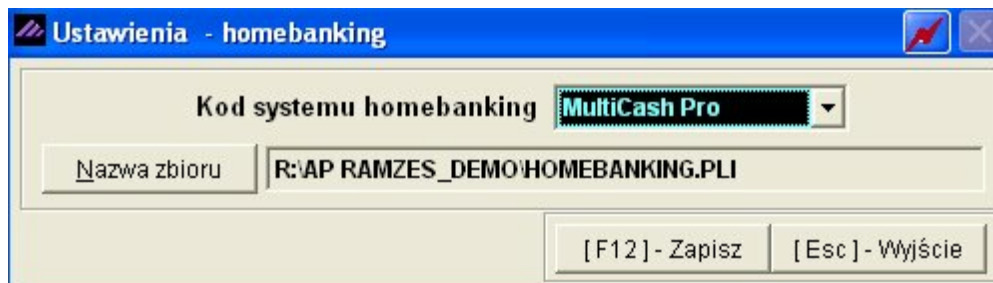 Ustawienia - homebanking
Kod systemu homebanking MultiCash Pro
Nazwa zbioru R:\AP RAMZES_DEMO\HOMEBANKING.PLI
[ F12 ] - Zapisz [ Esc ] - Wyjście